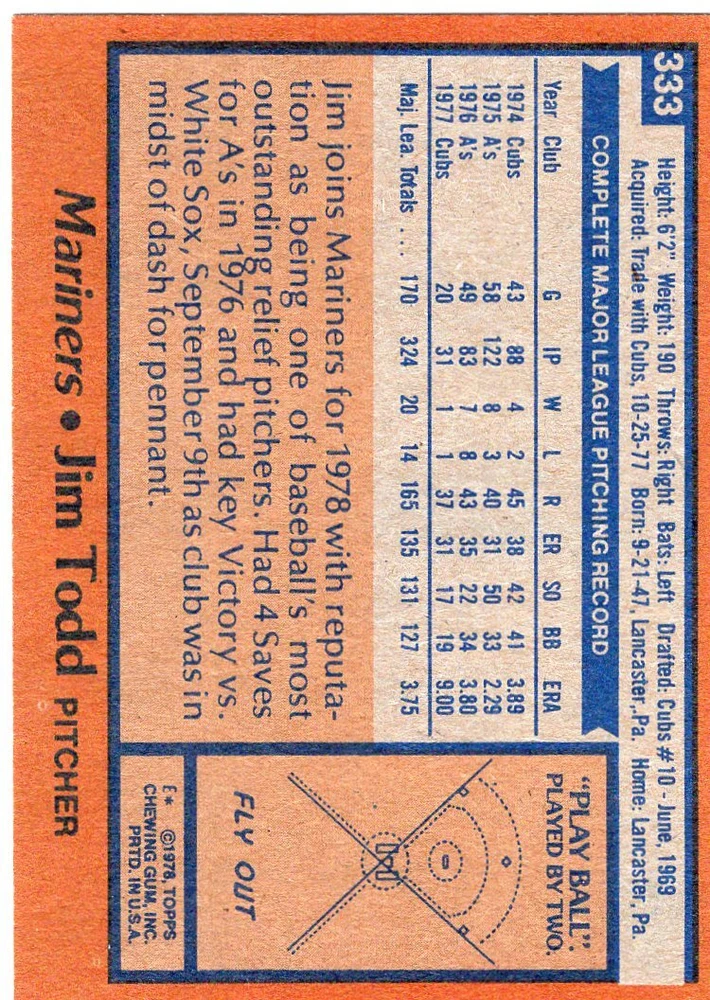 333
Height: 6'2" Weight: 190 Throws: Right Bats: Left Drafted: Cubs #10 - June, 1969
Acquired: Trade with Cubs, 10-25-77 Born: 9-21-47, Lancaster, Pa. Home: Lancaster, Pa.
COMPLETE MAJOR LEAGUE PITCHING RECORD
Year Club G IP W L R ER SO BB ERA
1974 Cubs 43 88 4 2 45 38 42 41 3.89
1975 A's 58 122 8 3 40 31 50 33 2.29
1976 A's 49 83 7 8 43 35 22 34 3.80
1977 Cubs 20 31 1 1 37 31 17 19 9.00
Maj. Lea. Totals ... 170 324 20 14 165 135 131 127 3.75
Jim joins Mariners for 1978 with reputa-
tion as being one of baseball's most
outstanding relief pitchers. Had 4 Saves
for A's in 1976 and had key Victory vs.
White Sox, September 9th as club was in
midst of dash for pennant.
"PLAY BALL".
PLAYED BY TWO.
FLY OUT
E* ©1978, TOPPS
CHEWING GUM, INC.
PRTD. IN U.S.A.
Mariners • Jim Todd PITCHER